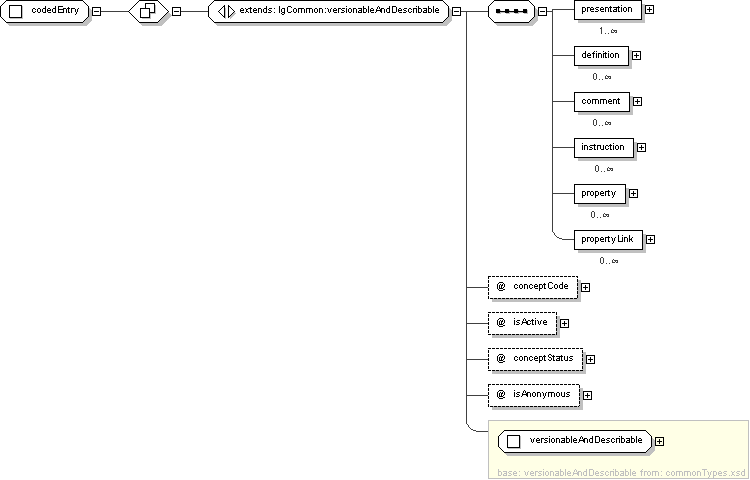 codedEntry
extends: lgCommon:versionableAndDescribable
presentation
1..∞
definition
0..∞
comment
0..∞
instruction
0..∞
property
0..∞
propertyLink
0..∞
@ conceptCode
@ isActive
@ conceptStatus
@ isAnonymous
versionableAndDescribable
base: versionableAndDescribable from: commonTypes.xsd